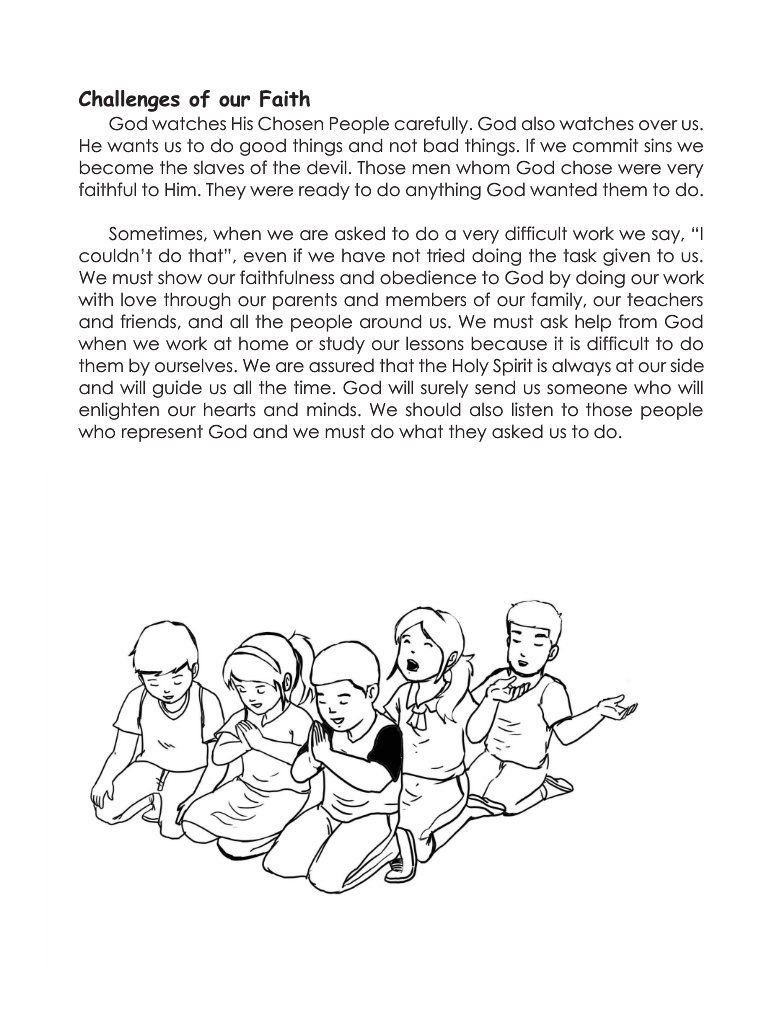 Challenges of our Faith
God watches His Chosen People carefully. God also watches over us.
He wants us to do good things and not bad things. If we commit sins we
become the slaves of the devil. Those men whom God chose were very
faithful to Him. They were ready to do anything God wanted them to do.
Sometimes, when we are asked to do a very difficult work we say, “I
couldn’t do that”, even if we have not tried doing the task given to us.
We must show our faithfulness and obedience to God by doing our work
with love through our parents and members of our family, our teachers
and friends, and all the people around us. We must ask help from God
when we work at home or study our lessons because it is difficult to do
them by ourselves. We are assured that the Holy Spirit is always at our side
and will guide us all the time. God will surely send us someone who will
enlighten our hearts and minds. We should also listen to those people
who represent God and we must do what they asked us to do.